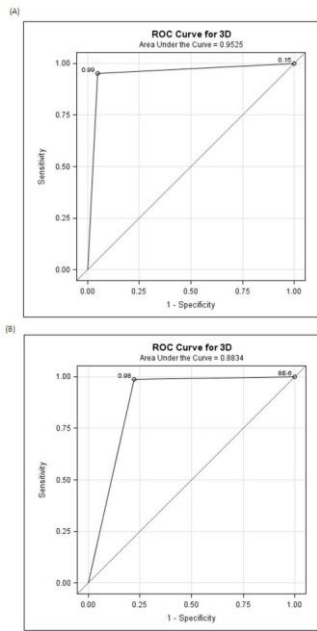 (A)
ROC Curve for 3D
Area Under the Curve = 0.9525
1.00
0.99
0.15
0.75
0.50
0.25
0.00
Sensitivity
0.00 0.25 0.50 0.75 1.00
1 - Specificity
(B)
ROC Curve for 3D
Area Under the Curve = 0.8834
1.00
0.98
6E-6
0.75
0.50
0.25
0.00
Sensitivity
0.00 0.25 0.50 0.75 1.00
1 - Specificity